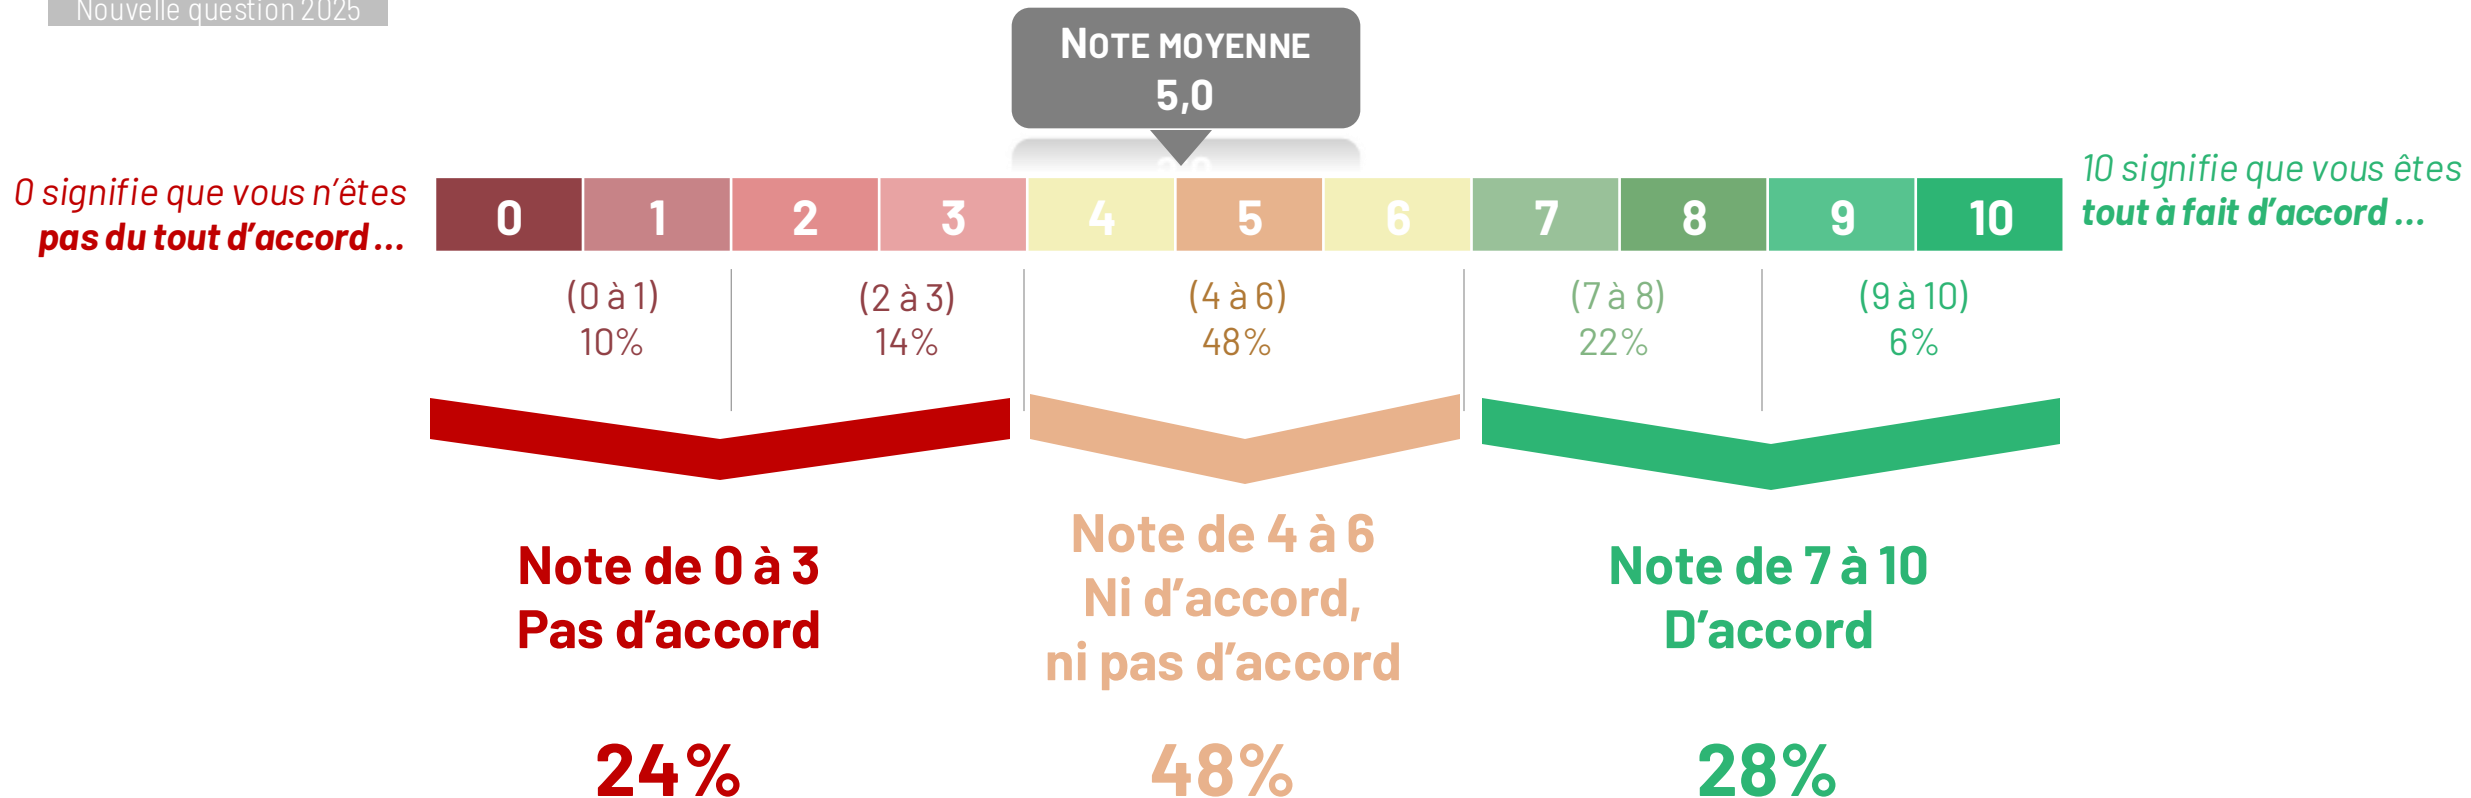 Nouvelle question 2025
NOTE MOYENNE
5,0
0 signifie que vous n’êtes
pas du tout d’accord …
10 signifie que vous êtes
tout à fait d’accord …
0 1 2 3 4 5 6 7 8 9 10
(0 à 1)
10%
(2 à 3)
14%
(4 à 6)
48%
(7 à 8)
22%
(9 à 10)
6%
Note de 0 à 3
Pas d’accord
24%
Note de 4 à 6
Ni d’accord,
ni pas d’accord
48%
Note de 7 à 10
D’accord
28%